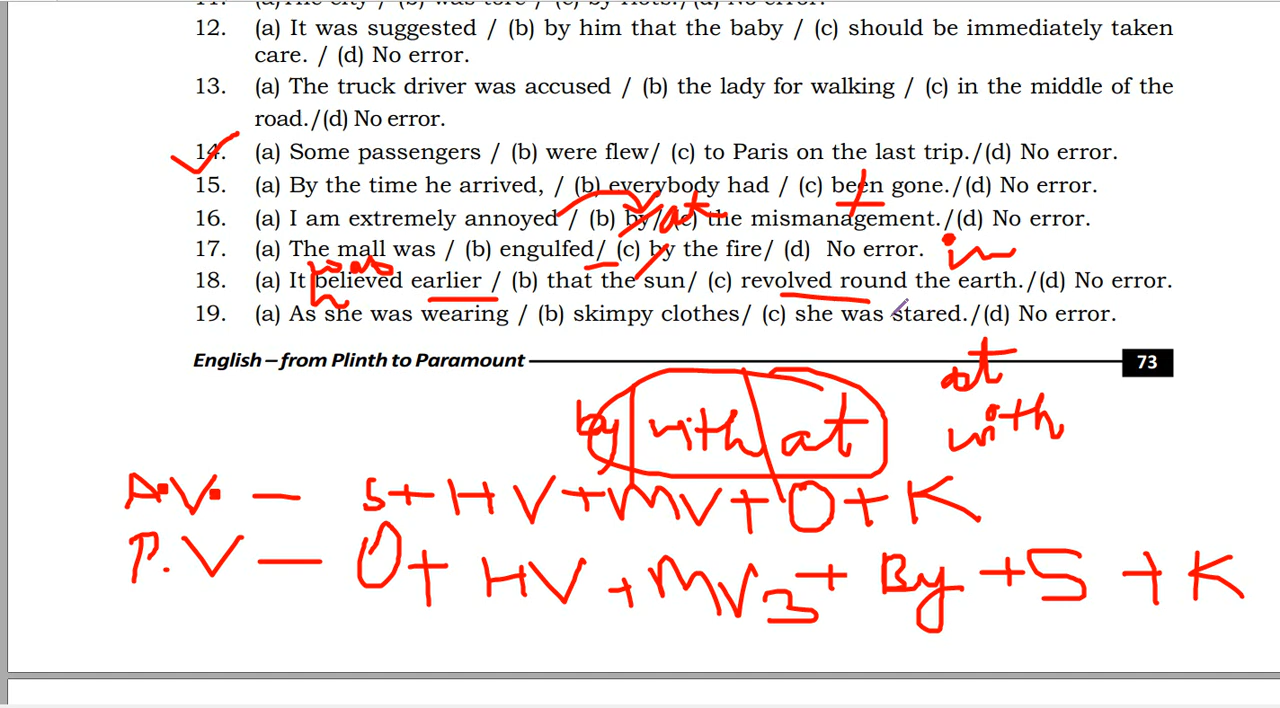 12. (a) It was suggested / (b) by him that the baby / (c) should be immediately taken
care. / (d) No error.
13. (a) The truck driver was accused / (b) the lady for walking / (c) in the middle of the
road./(d) No error.
14. (a) Some passengers / (b) were flew/ (c) to Paris on the last trip./(d) No error.
15. (a) By the time he arrived, / (b) everybody had / (c) been gone./(d) No error.
at
16. (a) I am extremely annoyed / (b) by/ (c) the mismanagement./(d) No error.
17. (a) The mall was / (b) engulfed/ (c) by the fire/ (d) No error. in
was
18. (a) It believed earlier / (b) that the sun/ (c) revolved round the earth./(d) No error.
19. (a) As she was wearing / (b) skimpy clothes/ (c) she was stared./(d) No error.
English – from Plinth to Paramount 73
at
by with at with
A.V. — S + HV + MV + O + K
P.V — O + HV + MV3 + By + S + K